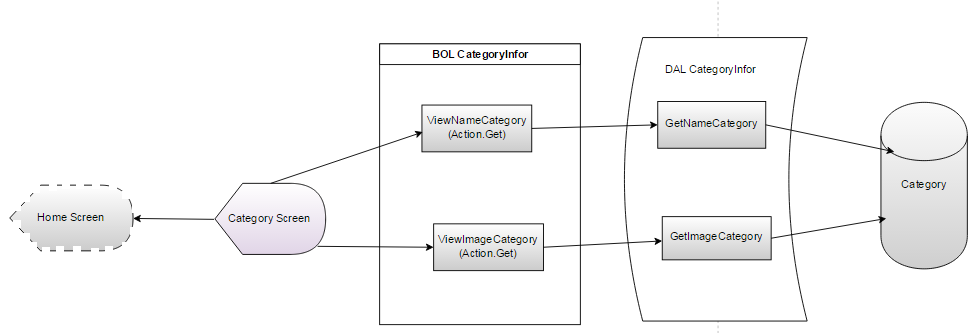 BOL CategoryInfor
DAL CategoryInfor
ViewNameCategory
(Action.Get)
GetNameCategory
Category
Home Screen
Category Screen
ViewImageCategory
(Action.Get)
GetImageCategory